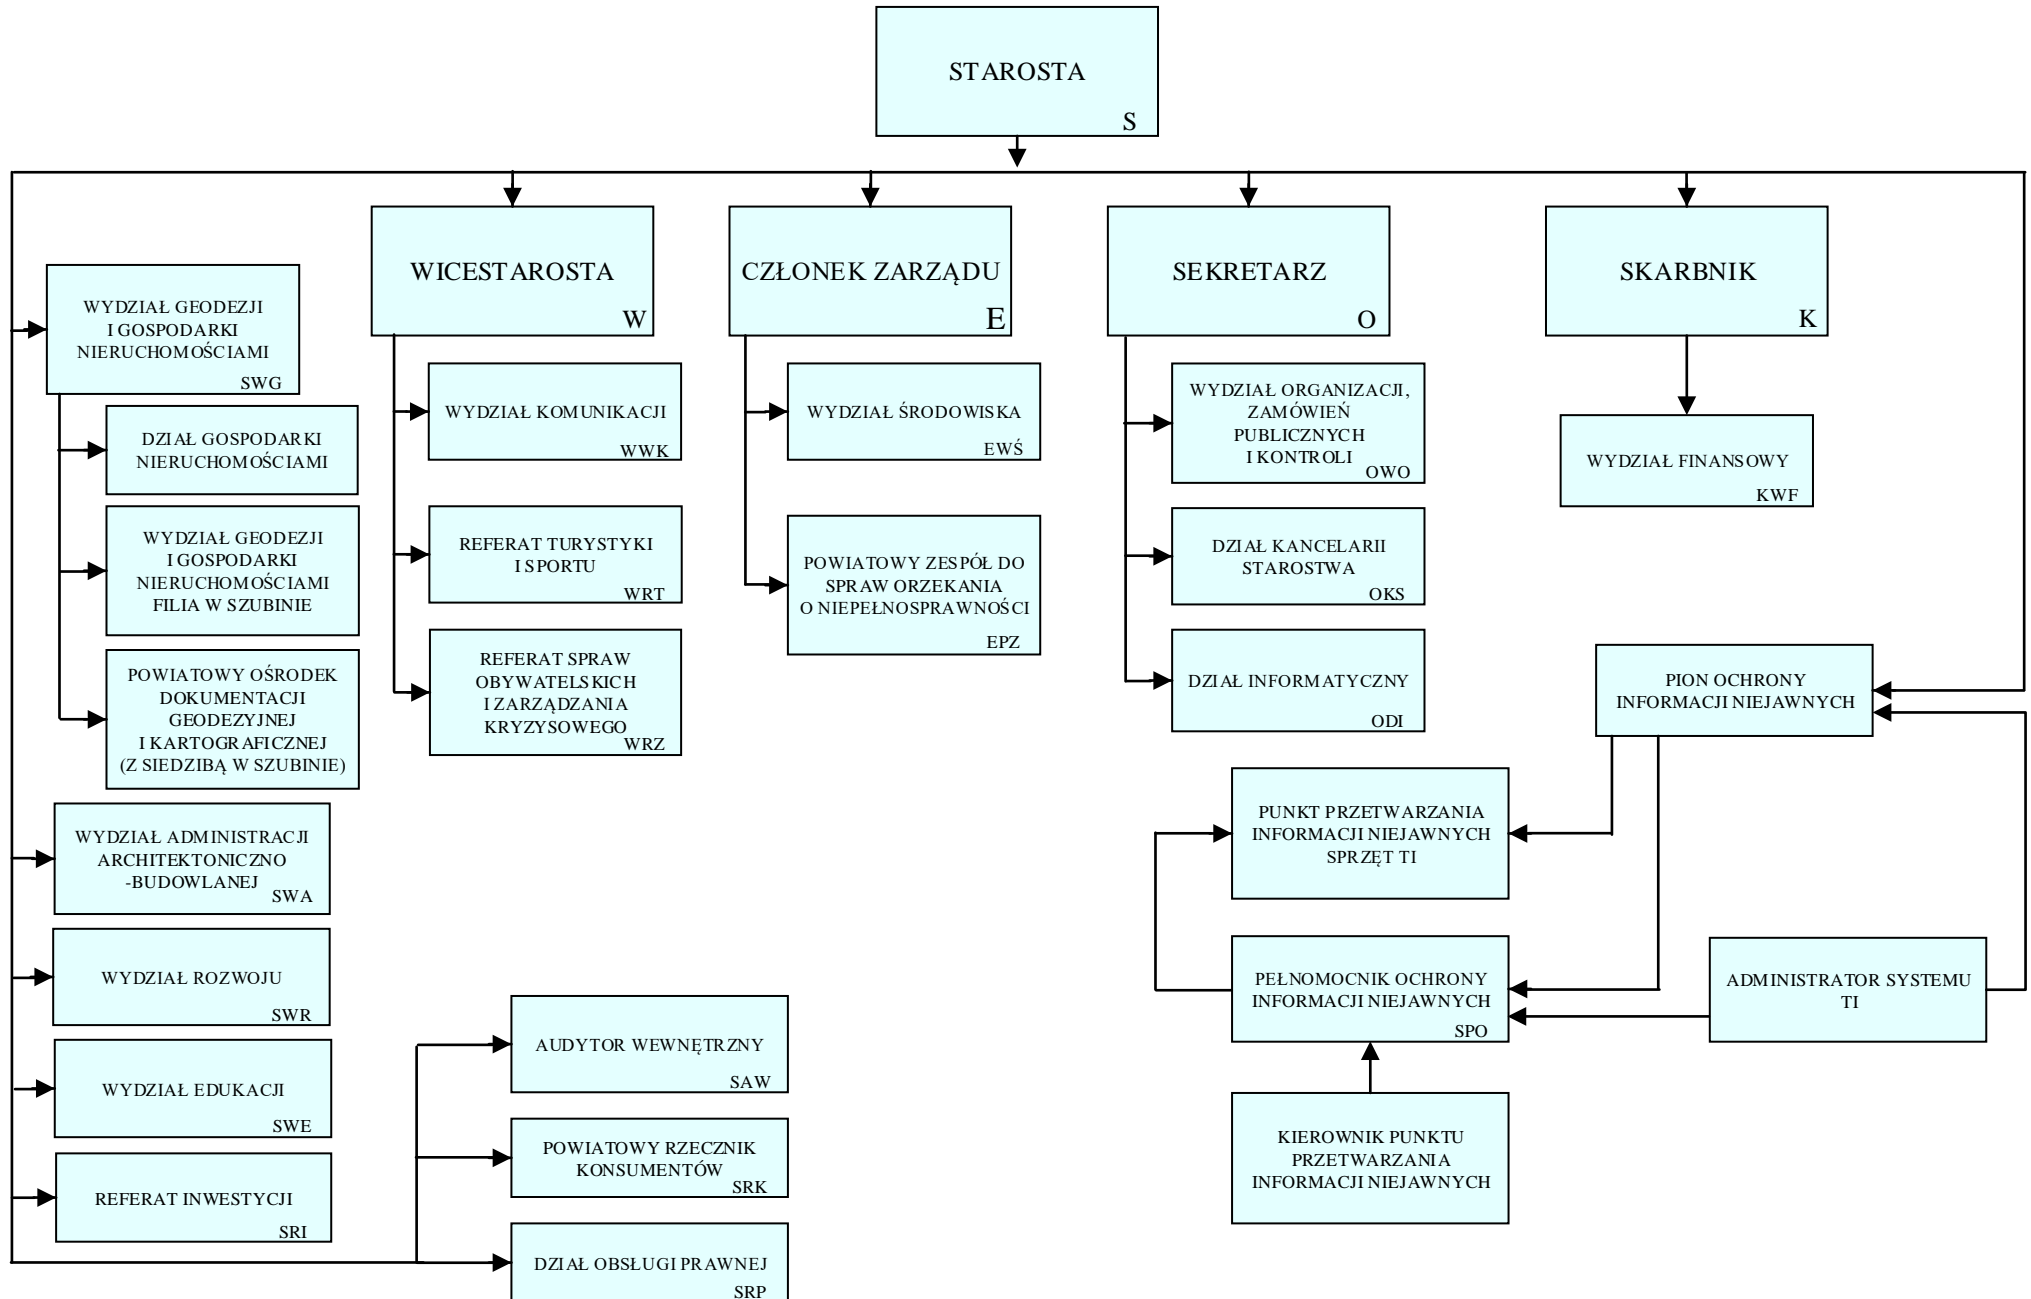 STAROSTA
S
WYDZIAŁ GEODEZJI
I GOSPODARKI
NIERUCHOMOŚCIAMI
SWG
DZIAŁ GOSPODARKI
NIERUCHOMOŚCIAMI
WYDZIAŁ GEODEZJI
I GOSPODARKI
NIERUCHOMOŚCIAMI
FILIA W SZUBINIE
POWIATOWY OŚRODEK
DOKUMENTACJI
GEODEZYJNEJ
I KARTOGRAFICZNEJ
(Z SIEDZIBĄ W SZUBINIE)
WYDZIAŁ ADMINISTRACJI
ARCHITEKTONICZNO
-BUDOWLANEJ
SWA
WYDZIAŁ ROZWOJU
SWR
WYDZIAŁ EDUKACJI
SWE
REFERAT INWESTYCJI
SRI
WICESTAROSTA
W
WYDZIAŁ KOMUNIKACJI
WWK
REFERAT TURYSTYKI
I SPORTU
WRT
REFERAT SPRAW
OBYWATELSKICH
I ZARZĄDZANIA
KRYZYSOWEGO
WRZ
AUDYTOR WEWNĘTRZNY
SAW
POWIATOWY RZECZNIK
KONSUMENTÓW
SRK
DZIAŁ OBSŁUGI PRAWNEJ
SRP
CZŁONEK ZARZĄDU
E
WYDZIAŁ ŚRODOWISKA
EWŚ
POWIATOWY ZESPÓŁ DO
SPRAW ORZEKANIA
O NIEPEŁNOSPRAWNOŚCI
EPZ
SEKRETARZ
O
WYDZIAŁ ORGANIZACJI,
ZAMÓWIEŃ
PUBLICZNYCH
I KONTROLI
OWO
DZIAŁ KANCELARII
STAROSTWA
OKS
DZIAŁ INFORMATYCZNY
ODI
SKARBNIK
K
WYDZIAŁ FINANSOWY
KWF
PION OCHRONY
INFORMACJI NIEJAWNYCH
PUNKT PRZETWARZANIA
INFORMACJI NIEJAWNYCH
SPRZĘT TI
PEŁNOMOCNIK OCHRONY
INFORMACJI NIEJAWNYCH
SPO
ADMINISTRATOR SYSTEMU
TI
KIEROWNIK PUNKTU
PRZETWARZANIA
INFORMACJI NIEJAWNYCH